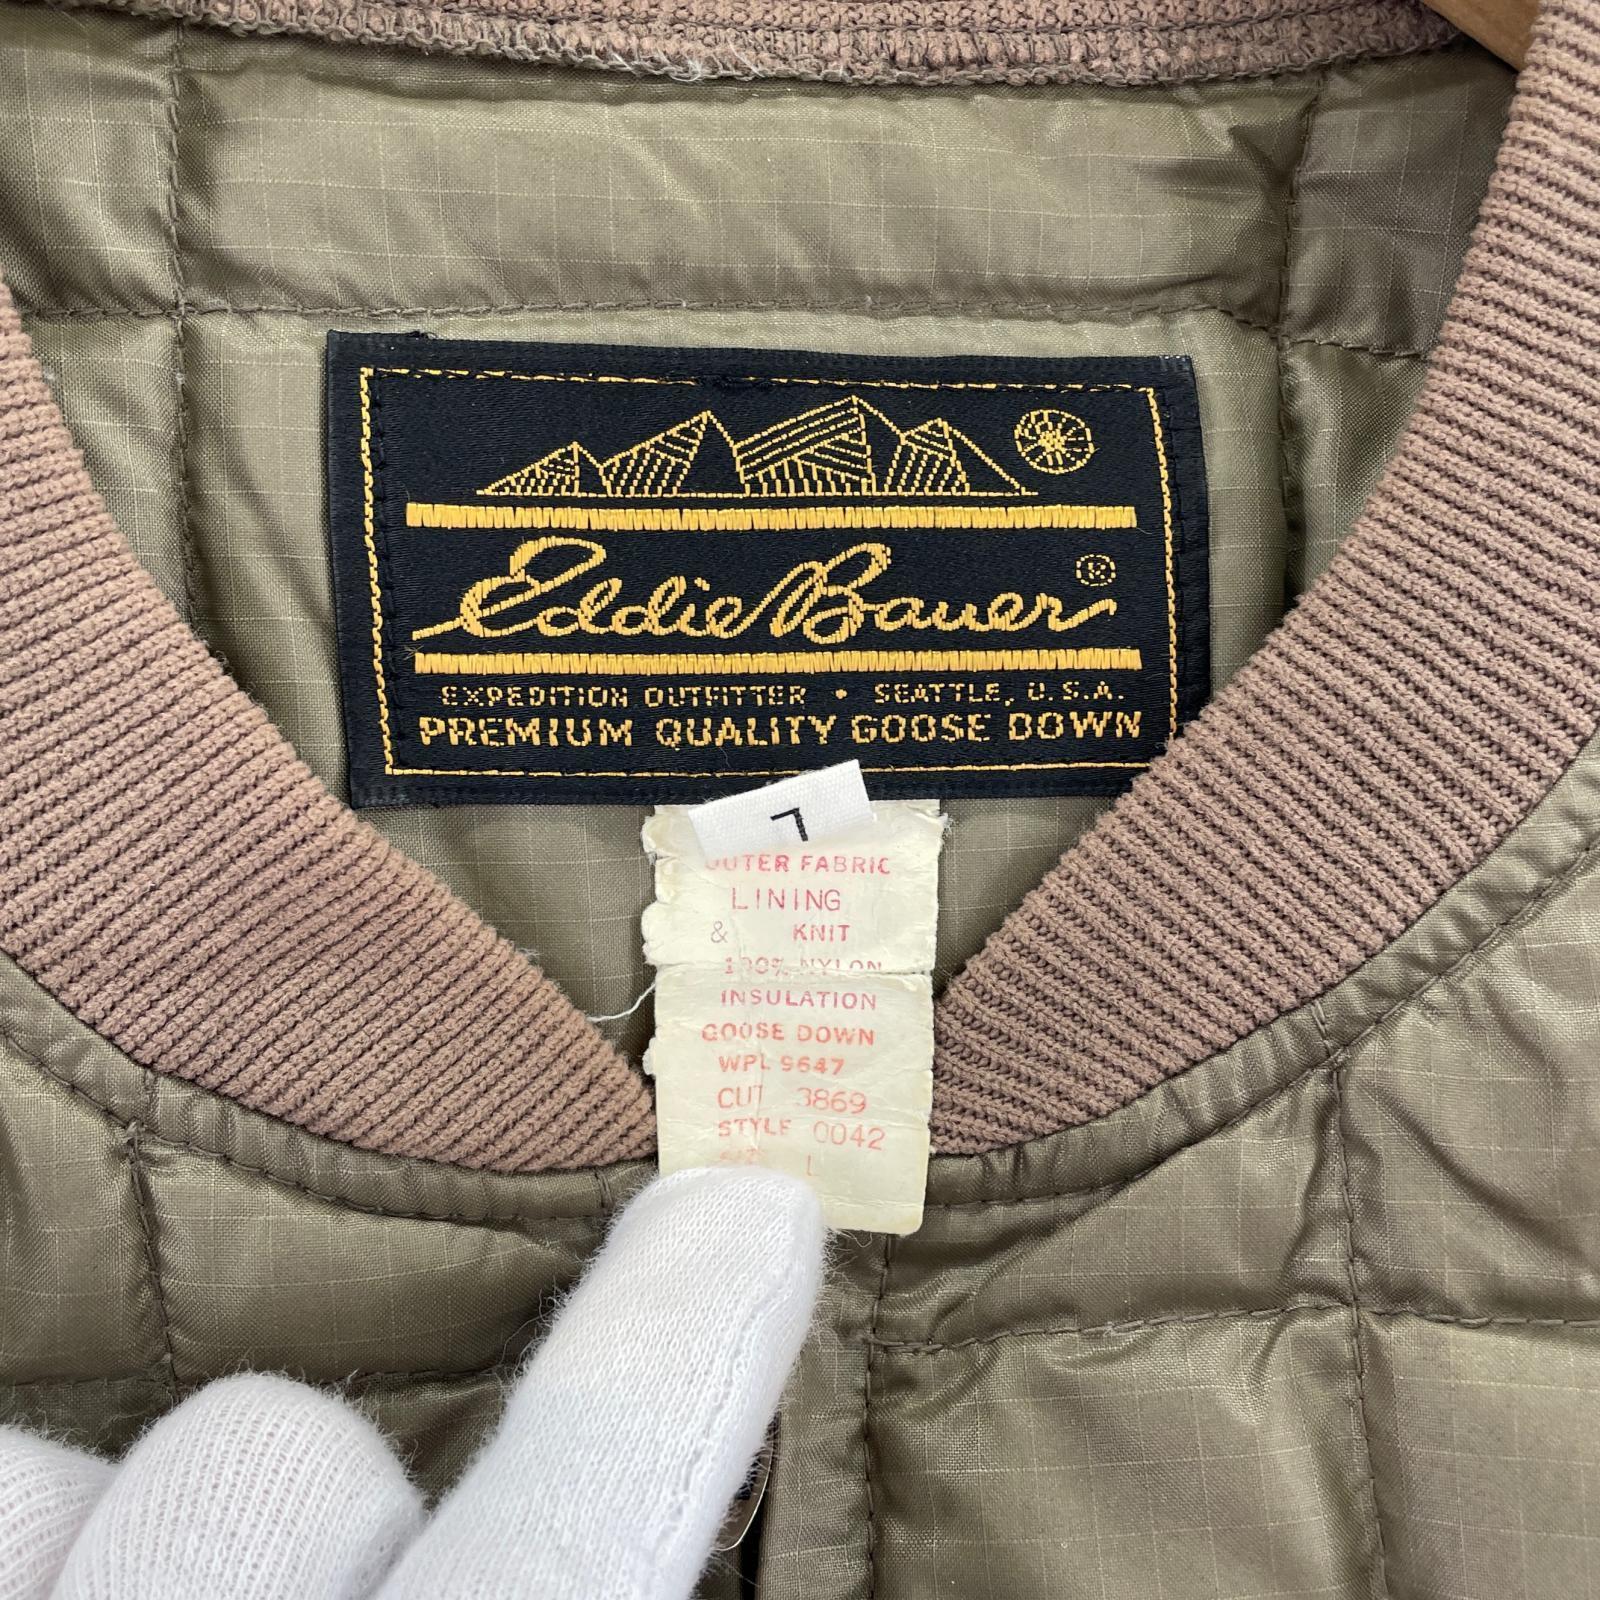 Eddie Bauer ®
EXPEDITION OUTFITTER • SEATTLE, U.S.A.
PREMIUM QUALITY GOOSE DOWN
L
OUTER FABRIC
LINING
& KNIT
100% NYLON
INSULATION
GOOSE DOWN
WPL 9647
CUT 3869
STYLE 0042
SIZE L